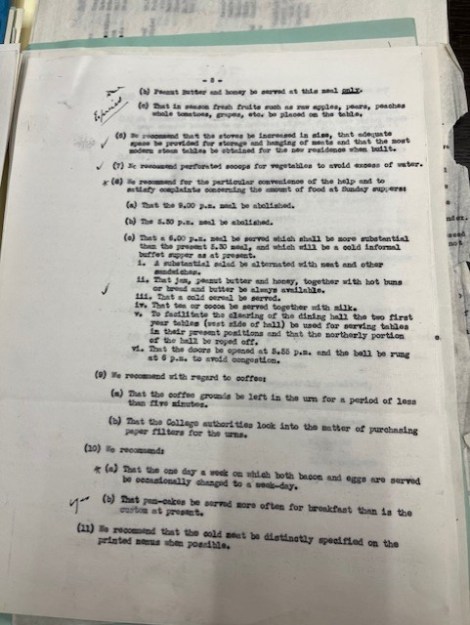 - 2 -
(b) Peanut Butter and honey be served at this meal only.
(c) That in season fresh fruits such as raw apples, pears, peaches
whole tomatoes, grapes, etc. be placed on the table.
(6) We recommend that the stoves be increased in size, that adequate
space be provided for storage and hanging of meats and that the most
modern steam tables be obtained for the new residence when built.
(7) We recommend perforated scoops for vegetables to avoid excess of water.
(8) We recommend for the particular convenience of the help and to
satisfy complaints concerning the amount of food at Sunday suppers:
(a) That the 9.00 p.m. meal be abolished.
(b) The 5.30 p.m. meal be abolished.
(c) That a 6.00 p.m. meal be served which shall be more substantial
than the present 5.30 meal, and which will be a cold informal
buffet supper as at present.
i. A substantial salad be alternated with meat and other
sandwiches.
ii. That jam, peanut butter and honey, together with hot buns
or bread and butter be always available.
iii. That a cold cereal be served.
iv. That tea or cocoa be served together with milk.
v. To facilitate the clearing of the dining hall the two first
year tables (west side of hall) be used for serving tables
in their present positions and that the northerly portion
of the hall be roped off.
vi. That the doors be opened at 5.55 p.m. and the bell be rung
at 6 p.m. to avoid congestion.
(9) We recommend with regard to coffee:
(a) That the coffee grounds be left in the urn for a period of less
than five minutes.
(b) That the College authorities look into the matter of purchasing
paper filters for the urns.
(10) We recommend:
(a) That the one day a week on which both bacon and eggs are served
be occasionally changed to a week-day.
(b) That pan-cakes be served more often for breakfast than is the
custom at present.
(11) We recommend that the cold meat be distinctly specified on the
printed menus when possible.